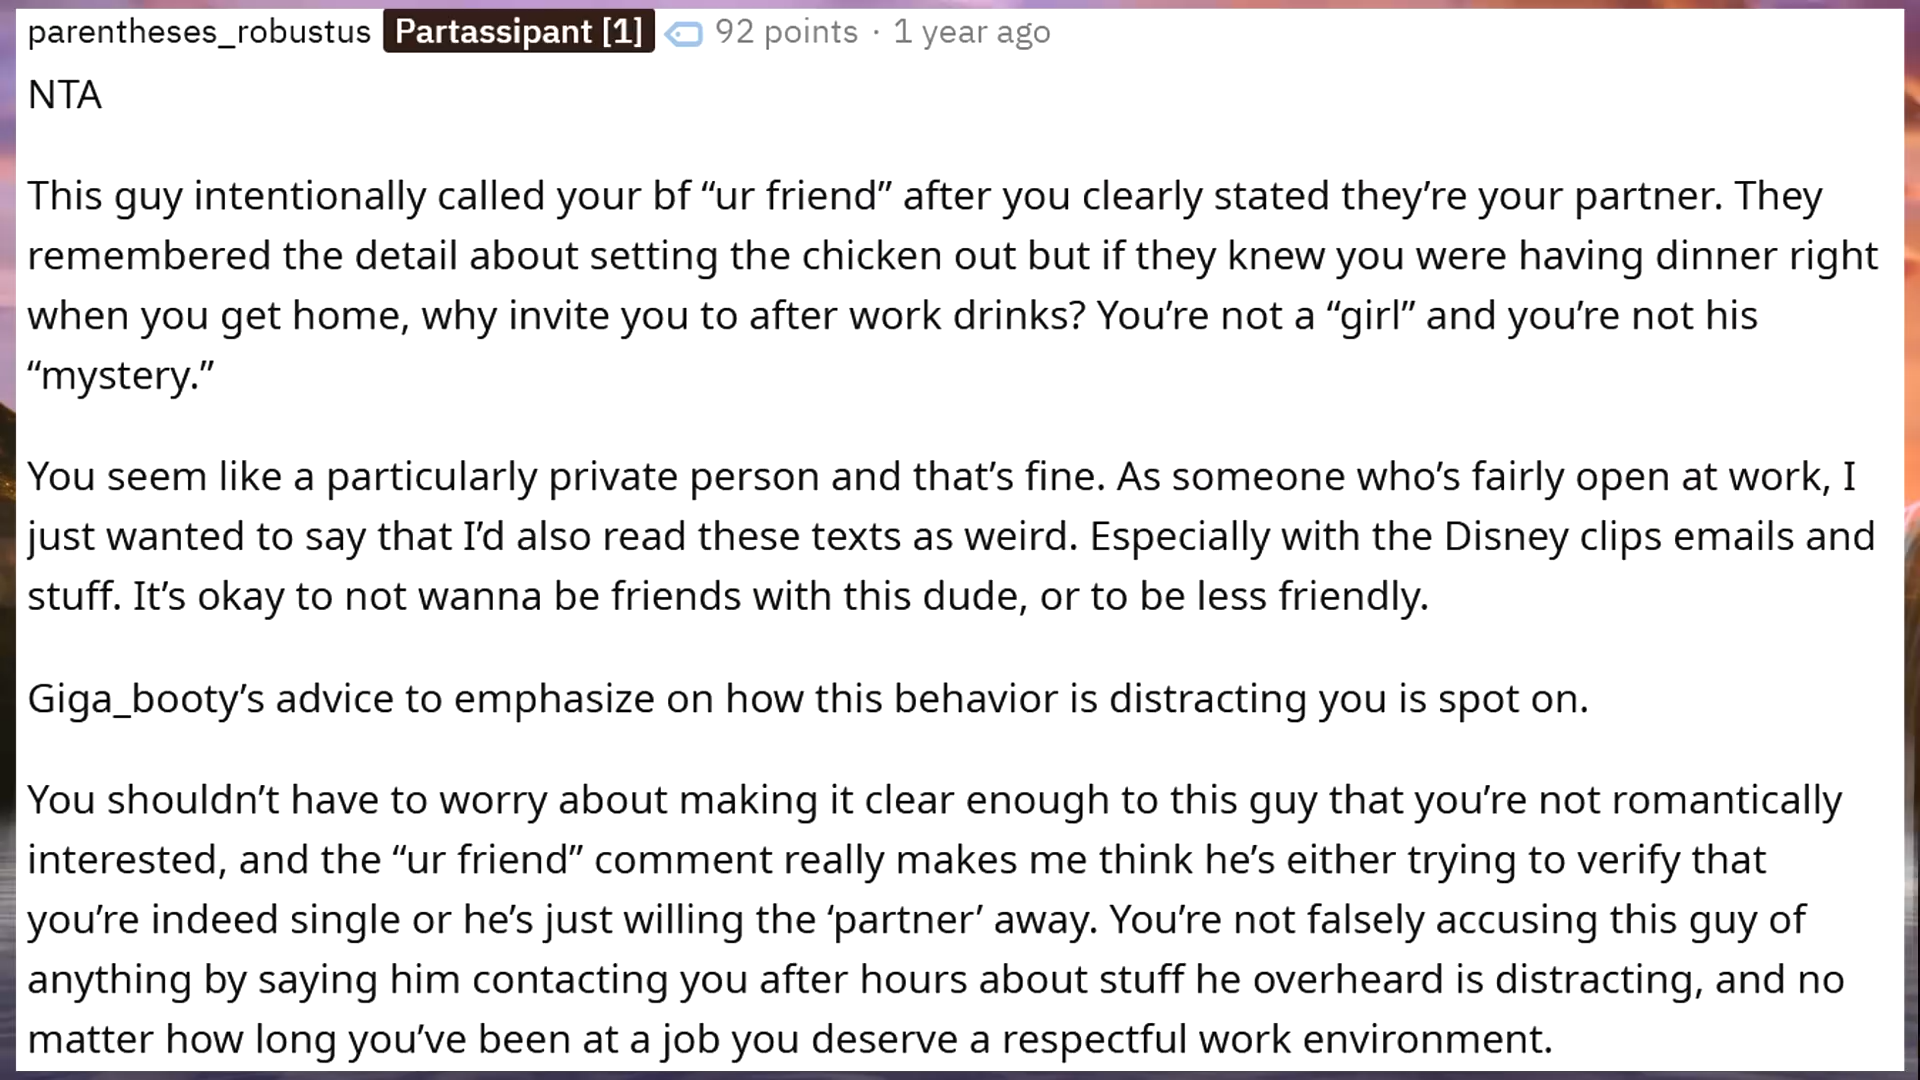 parentheses_robustus Partassipant [1] 92 points · 1 year ago
NTA
This guy intentionally called your bf “ur friend” after you clearly stated they’re your partner. They
remembered the detail about setting the chicken out but if they knew you were having dinner right
when you get home, why invite you to after work drinks? You’re not a “girl” and you’re not his
“mystery.”
You seem like a particularly private person and that’s fine. As someone who’s fairly open at work, I
just wanted to say that I’d also read these texts as weird. Especially with the Disney clips emails and
stuff. It’s okay to not wanna be friends with this dude, or to be less friendly.
Giga_booty’s advice to emphasize on how this behavior is distracting you is spot on.
You shouldn’t have to worry about making it clear enough to this guy that you’re not romantically
interested, and the “ur friend” comment really makes me think he’s either trying to verify that
you’re indeed single or he’s just willing the ‘partner’ away. You’re not falsely accusing this guy of
anything by saying him contacting you after hours about stuff he overheard is distracting, and no
matter how long you’ve been at a job you deserve a respectful work environment.